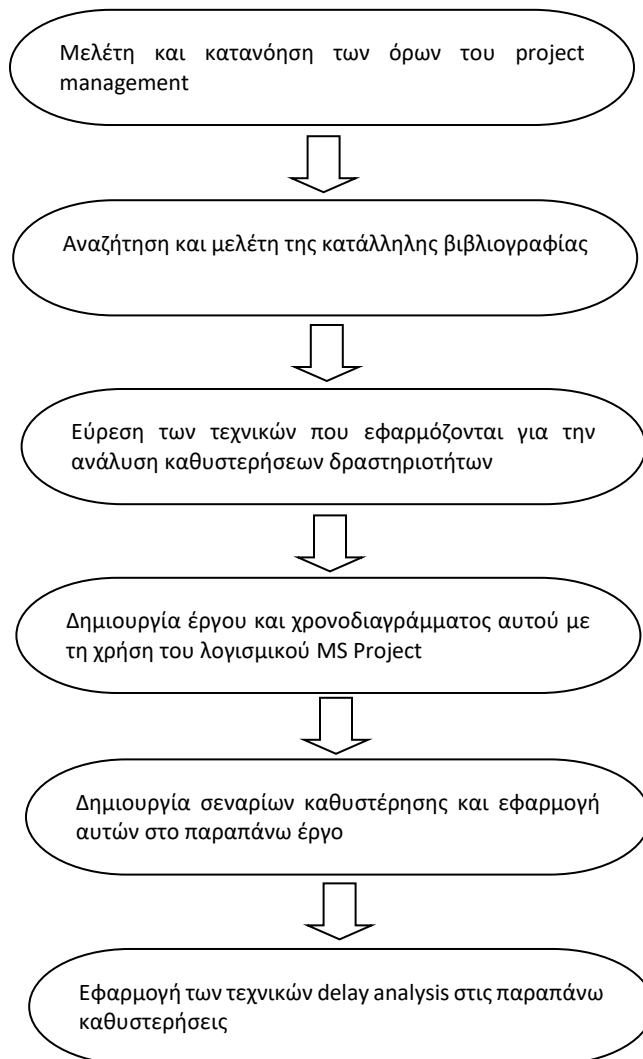 Μελέτη και κατανόηση των όρων του project
management
Αναζήτηση και μελέτη της κατάλληλης βιβλιογραφίας
Εύρεση των τεχνικών που εφαρμόζονται για την
ανάλυση καθυστερήσεων δραστηριοτήτων
Δημιουργία έργου και χρονοδιαγράμματος αυτού με
τη χρήση του λογισμικού MS Project
Δημιουργία σεναρίων καθυστέρησης και εφαρμογή
αυτών στο παραπάνω έργο
Εφαρμογή των τεχνικών delay analysis στις παραπάνω
καθυστερήσεις